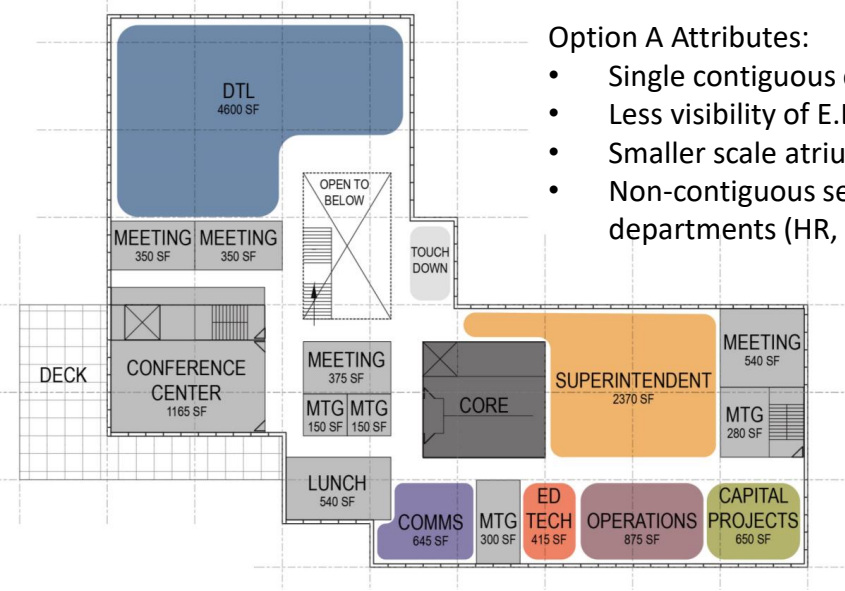 Option A Attributes:
• Single contiguous
• Less visibility of
• Smaller scale
• Non-contiguous
departments (HR,
DTL
4600 SF
OPEN TO
BELOW
MEETING
350 SF
MEETING
350 SF
TOUCH
DOWN
DECK
CONFERENCE
CENTER
1165 SF
MEETING
375 SF
MTG
150 SF
MTG
150 SF
CORE
SUPERINTENDENT
2370 SF
MEETING
540 SF
MTG
280 SF
LUNCH
540 SF
COMMS
645 SF
MTG
300 SF
ED
TECH
415 SF
OPERATIONS
875 SF
CAPITAL
PROJECTS
650 SF